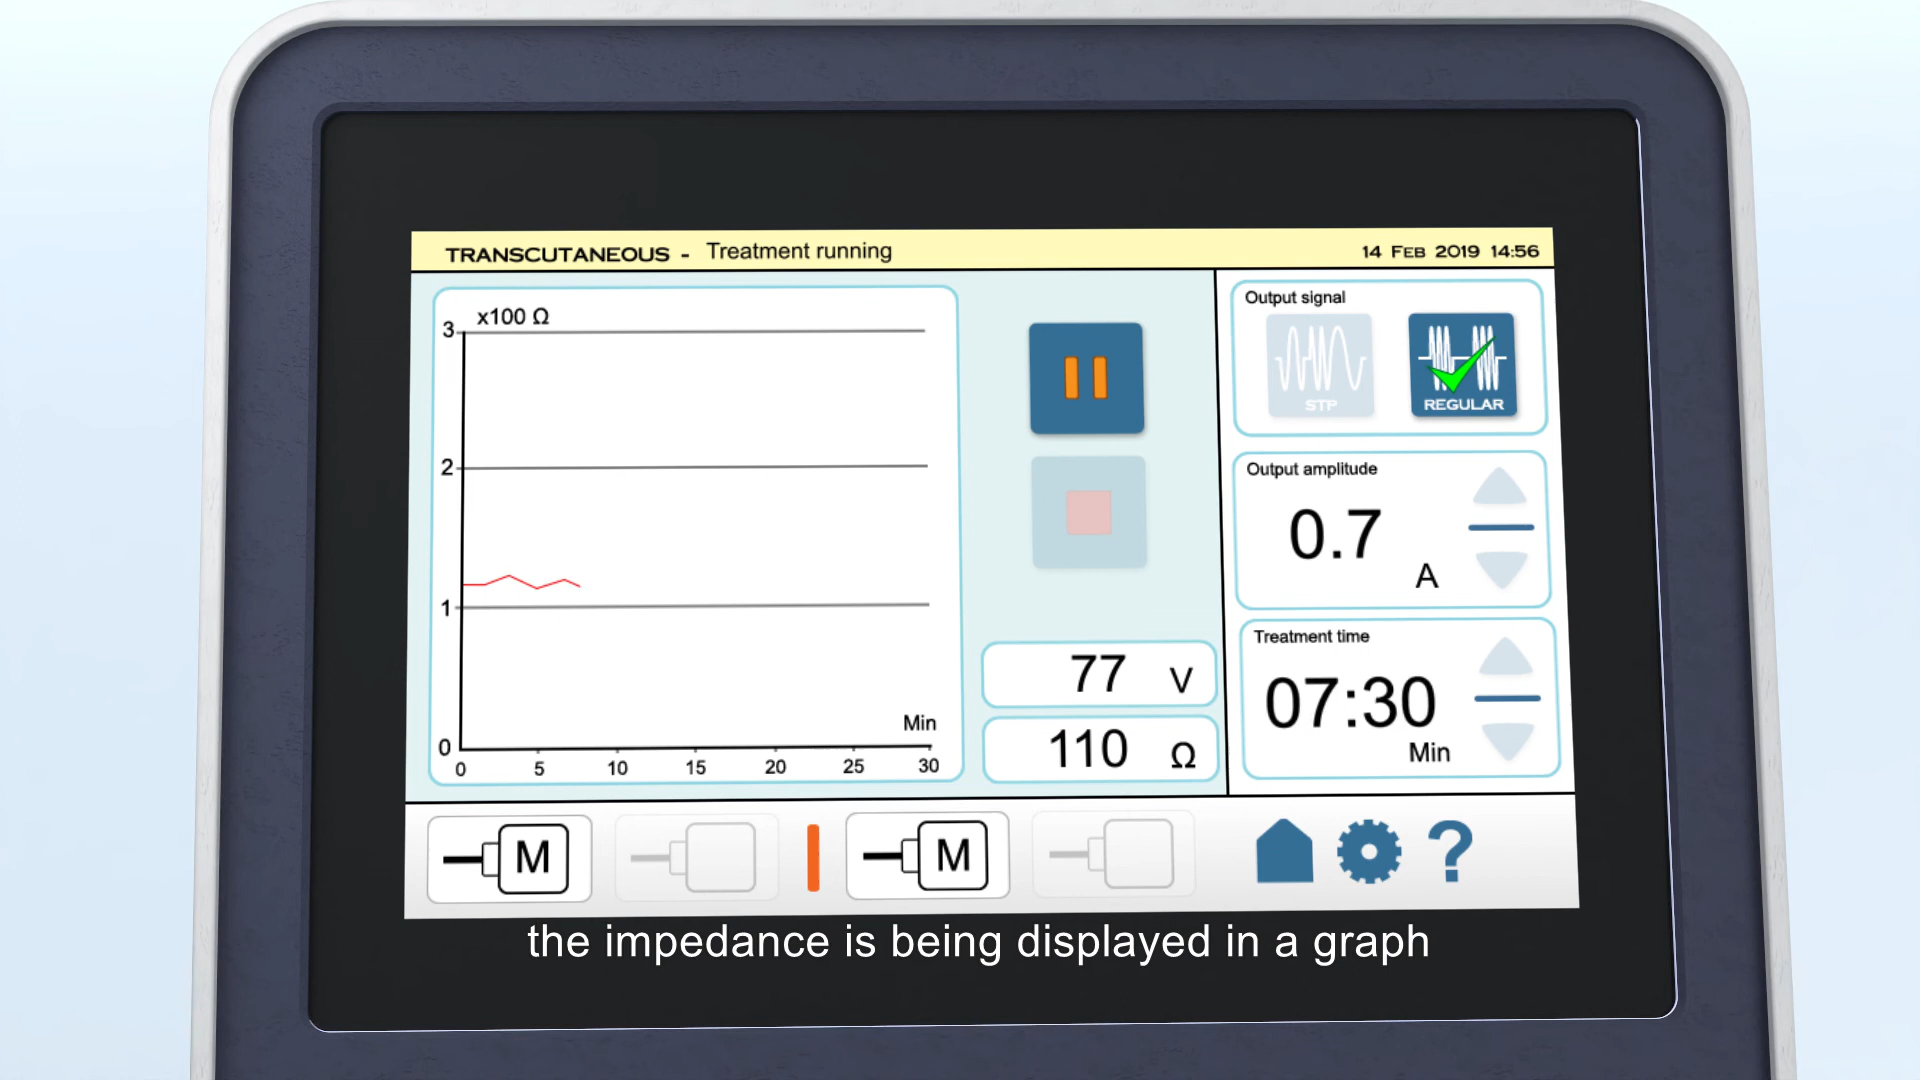 TRANSCUTANEOUS - Treatment running
14 FEB 2019 14:56
x100 Ω
3
2
1
0
Min
0 5 10 15 20 25 30
77 V
110 Ω
Output signal
STP
REGULAR
Output amplitude
0.7
A
Treatment time
07:30
Min
M
M
?
the impedance is being displayed in a graph